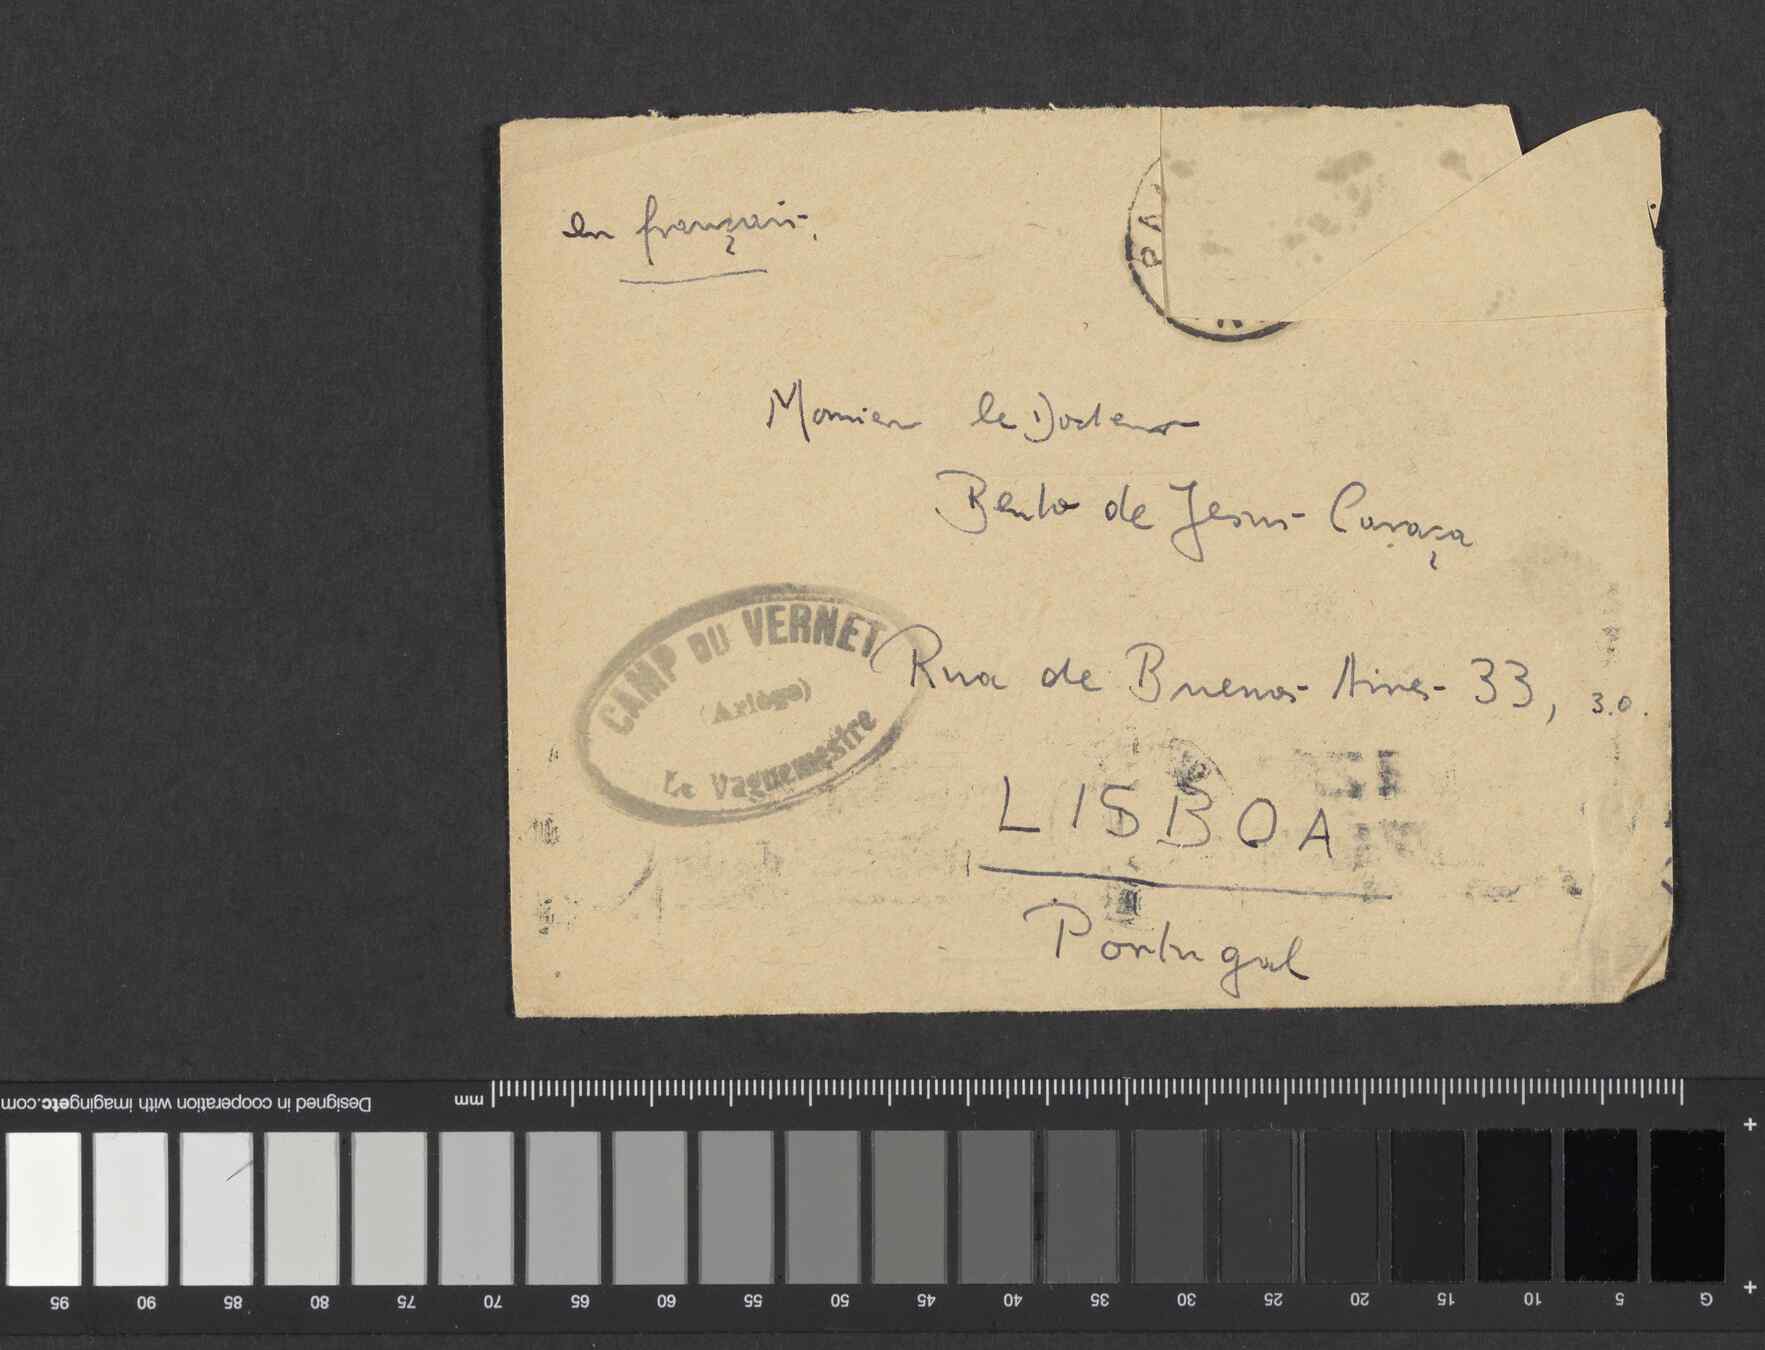 en français.
PA
Monsieur le Docteur
Bento de Jesus Caraça
CAMP DU VERNET
(Ariège)
Le Vaguemestre
Rua de Buenos Aires 33, 3.o.
LISBOA
Portugal
mm
Designed in cooperation with imagingetc.com
95 90 85 80 75 70 65 60 55 50 45 40 35 30 25 20 15 10 5 G